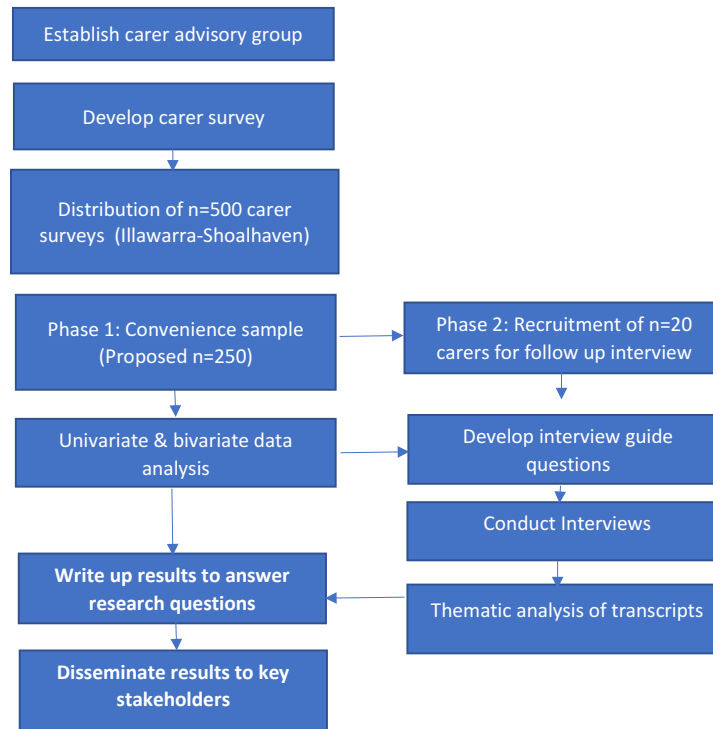 Establish carer advisory group
Develop carer survey
Distribution of n=500 carer
surveys (Illawarra-Shoalhaven)
Phase 1: Convenience sample
(Proposed n=250)
Phase 2: Recruitment of n=20
carers for follow up interview
Univariate & bivariate data
analysis
Develop interview guide
questions
Conduct Interviews
Write up results to answer
research questions
Thematic analysis of transcripts
Disseminate results to key
stakeholders